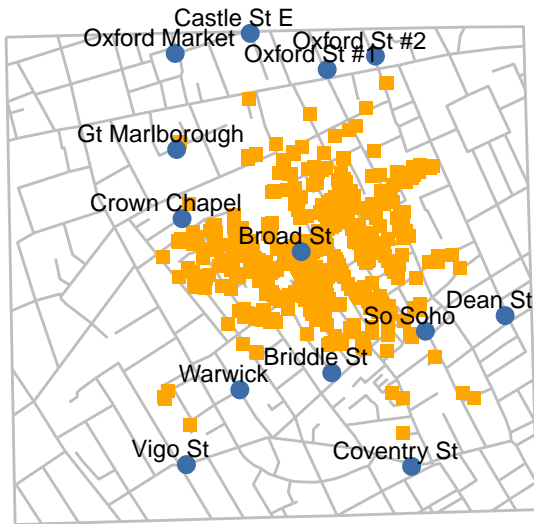 Castle St E
Oxford Market
Oxford St #2
Oxford St #1
Gt Marlborough
Crown Chapel
Broad St
Dean St
So Soho
Briddle St
Warwick
Vigo St
Coventry St